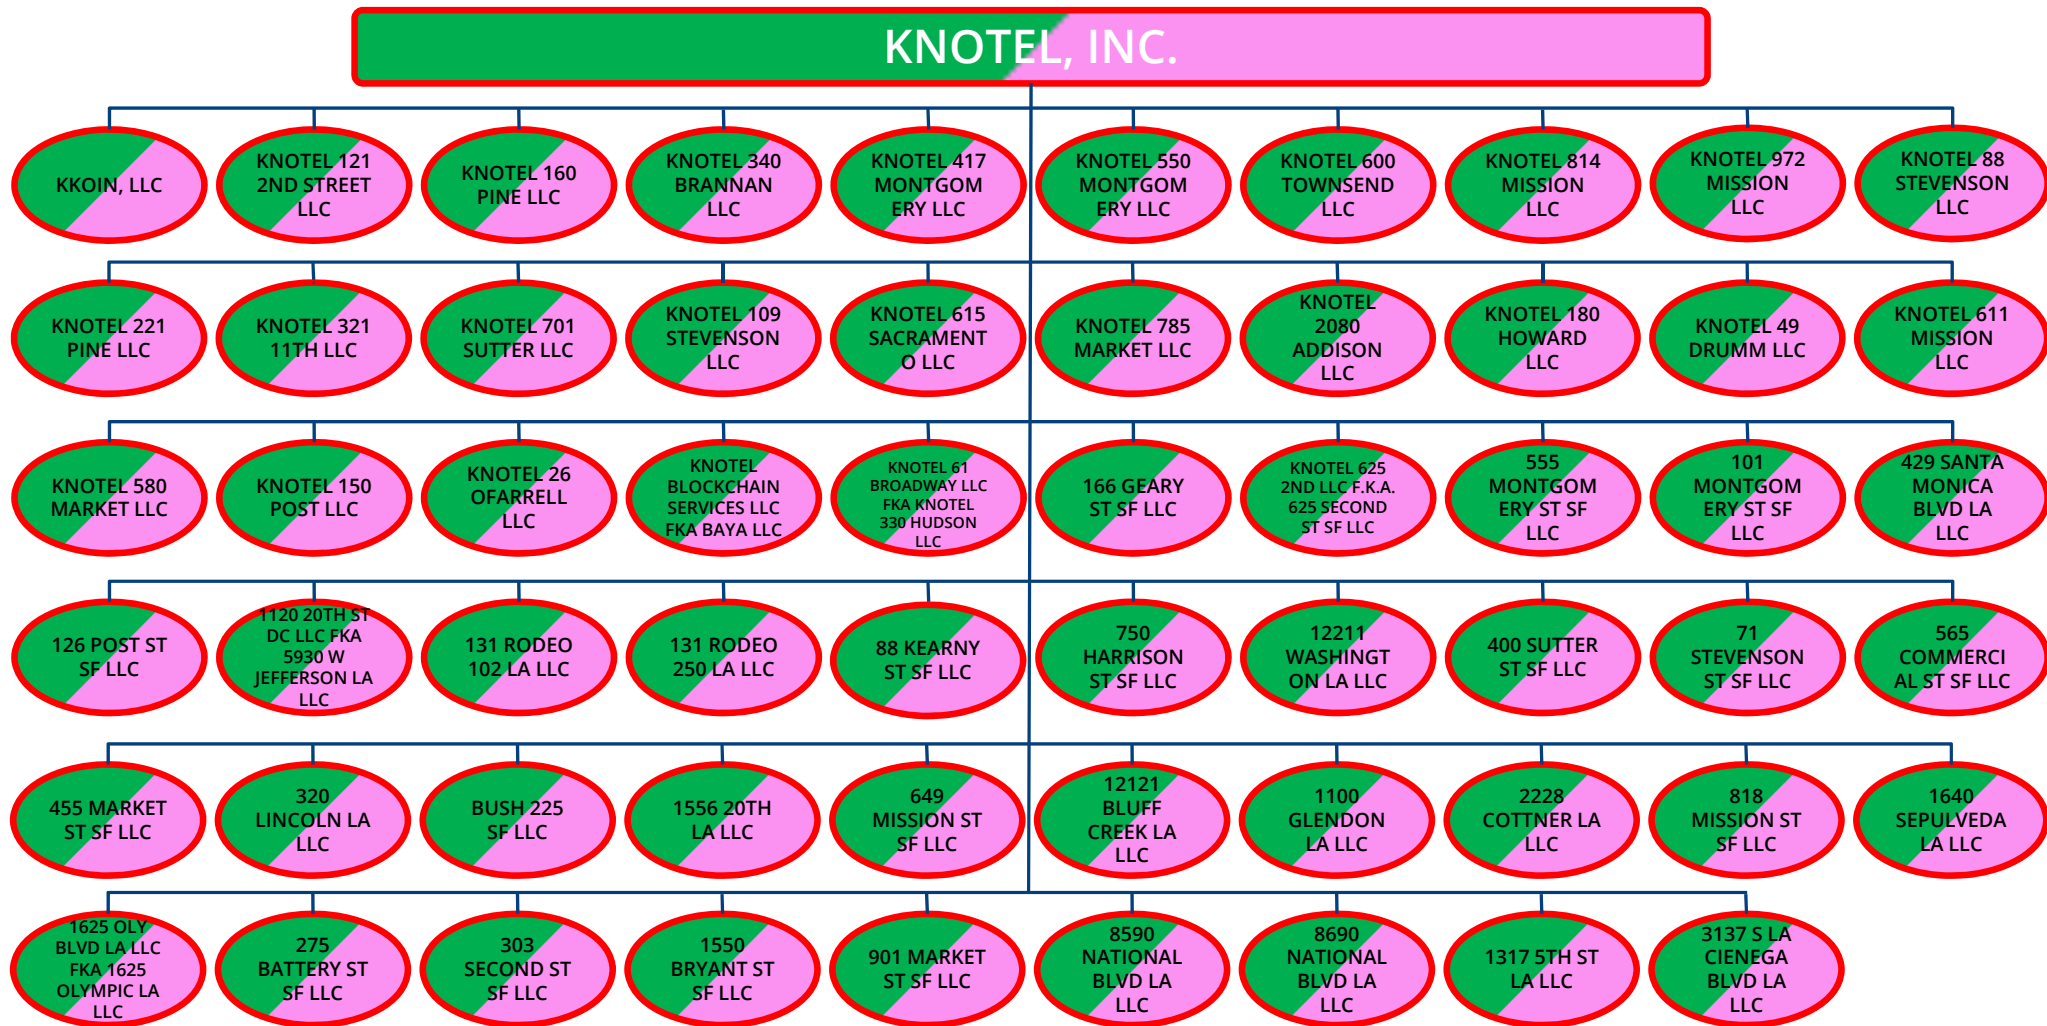 KNOTEL, INC.
KKOIN, LLC
KNOTEL 121
2ND STREET
LLC
KNOTEL 160
PINE LLC
KNOTEL 340
BRANNAN
LLC
KNOTEL 417
MONTGOM
ERY LLC
KNOTEL 550
MONTGOM
ERY LLC
KNOTEL 600
TOWNSEND
LLC
KNOTEL 814
MISSION
LLC
KNOTEL 972
MISSION
LLC
KNOTEL 88
STEVENSON
LLC
KNOTEL 221
PINE LLC
KNOTEL 321
11TH LLC
KNOTEL 701
SUTTER LLC
KNOTEL 109
STEVENSON
LLC
KNOTEL 615
SACRAMENT
O LLC
KNOTEL 785
MARKET LLC
KNOTEL
2080
ADDISON
LLC
KNOTEL 180
HOWARD
LLC
KNOTEL 49
DRUMM LLC
KNOTEL 611
MISSION
LLC
KNOTEL 580
MARKET LLC
KNOTEL 150
POST LLC
KNOTEL 26
OFARRELL
LLC
KNOTEL
BLOCKCHAIN
SERVICES LLC
FKA BAYA LLC
KNOTEL 61
BROADWAY LLC
FKA KNOTEL
330 HUDSON
LLC
166 GEARY
ST SF LLC
KNOTEL 625
2ND LLC F.K.A.
625 SECOND
ST SF LLC
555
MONTGOM
ERY ST SF
LLC
101
MONTGOM
ERY ST SF
LLC
429 SANTA
MONICA
BLVD LA
LLC
126 POST ST
SF LLC
1120 20TH ST
DC LLC FKA
5930 W
JEFFERSON LA
LLC
131 RODEO
102 LA LLC
131 RODEO
250 LA LLC
88 KEARNY
ST SF LLC
750
HARRISON
ST SF LLC
12211
WASHINGT
ON LA LLC
400 SUTTER
ST SF LLC
71
STEVENSON
ST SF LLC
565
COMMERCI
AL ST SF LLC
455 MARKET
ST SF LLC
320
LINCOLN LA
LLC
BUSH 225
SF LLC
1556 20TH
LA LLC
649
MISSION ST
SF LLC
12121
BLUFF
CREEK LA
LLC
1100
GLENDON
LA LLC
2228
COTTNER LA
LLC
818
MISSION ST
SF LLC
1640
SEPULVEDA
LA LLC
1625 OLY
BLVD LA LLC
FKA 1625
OLYMPIC LA
LLC
275
BATTERY ST
SF LLC
303
SECOND ST
SF LLC
1550
BRYANT ST
SF LLC
901 MARKET
ST SF LLC
8590
NATIONAL
BLVD LA
LLC
8690
NATIONAL
BLVD LA
LLC
1317 5TH ST
LA LLC
3137 S LA
CIENEGA
BLVD LA
LLC